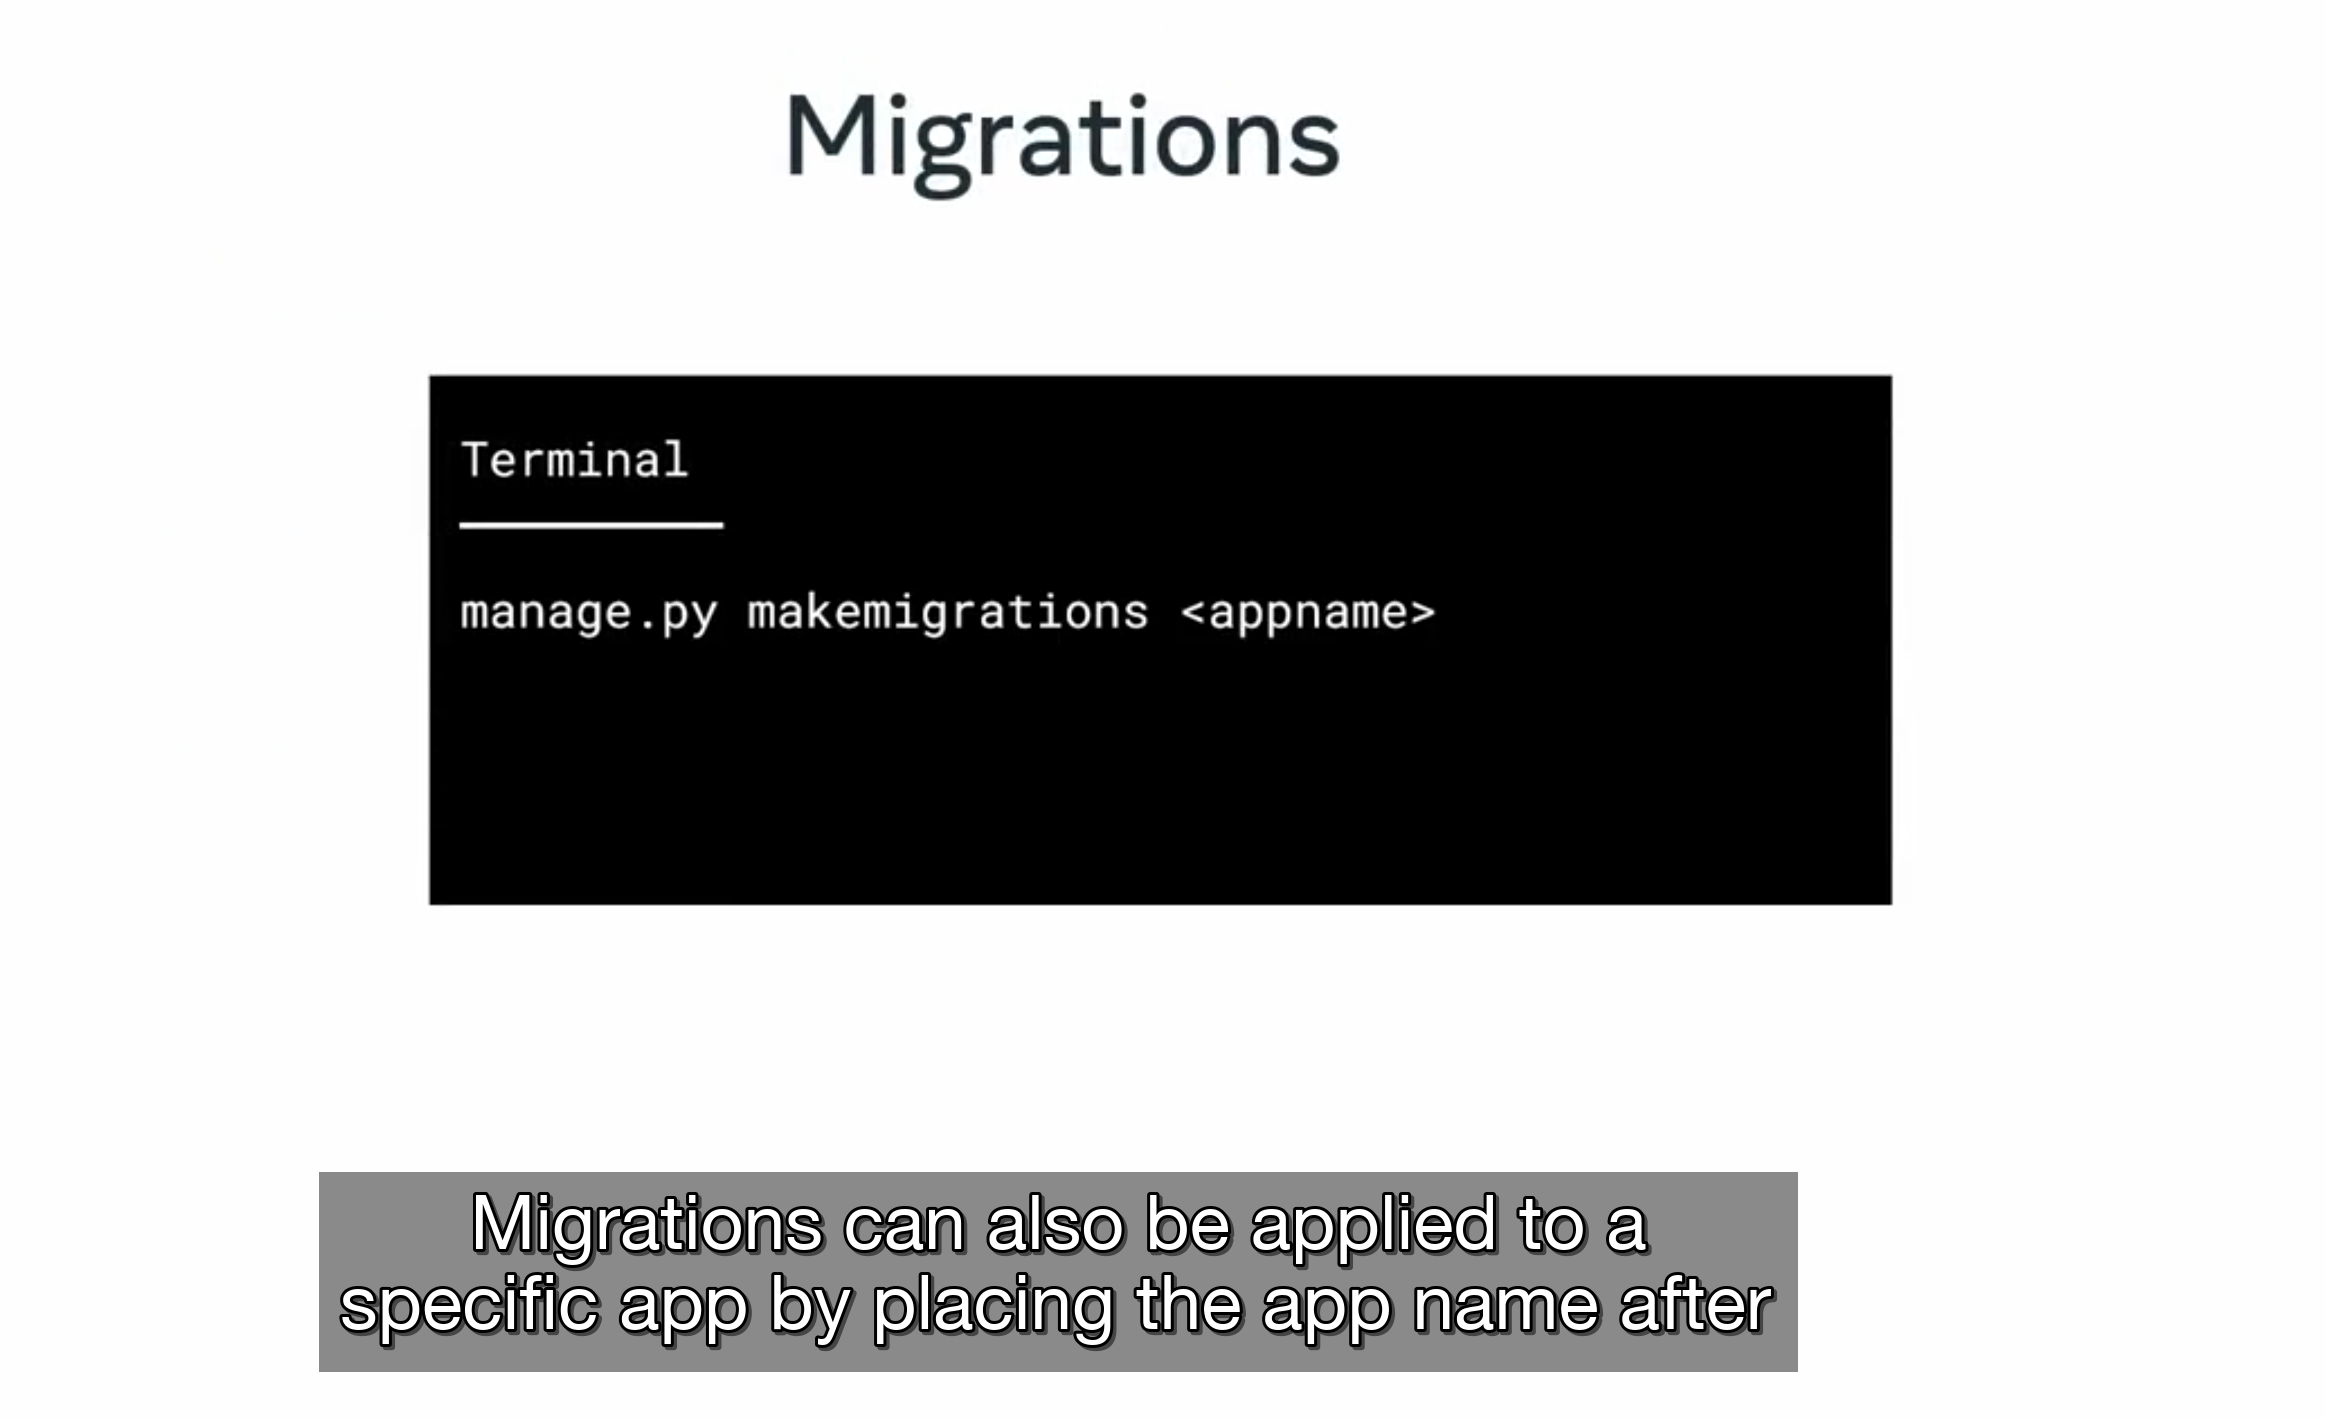 Migrations
Terminal
manage.py makemigrations <appname>
Migrations can also be applied to a
specific app by placing the app name after